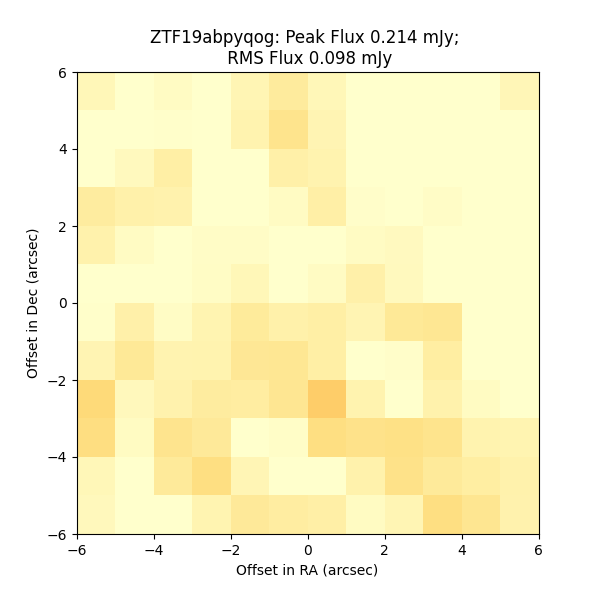 ZTF19abpyqog: Peak Flux 0.214 mJy;
RMS Flux 0.098 mJy
6
4
2
0
−2
−4
−6
Offset in Dec (arcsec)
−6 −4 −2 0 2 4 6
Offset in RA (arcsec)